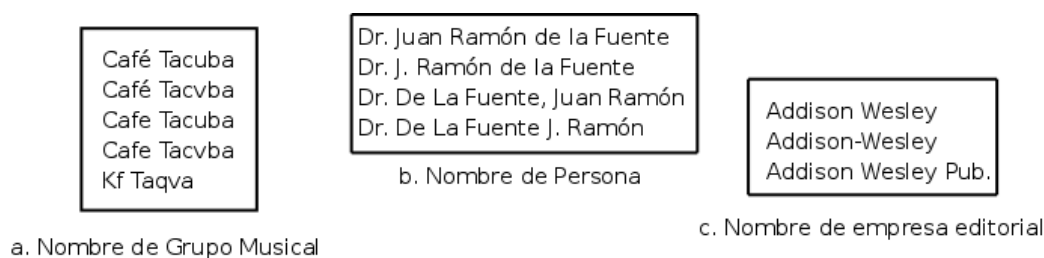 Café Tacuba
Café Tacvba
Cafe Tacuba
Cafe Tacvba
Kf Taqva
a. Nombre de Grupo Musical
Dr. Juan Ramón de la Fuente
Dr. J. Ramón de la Fuente
Dr. De La Fuente, Juan Ramón
Dr. De La Fuente J. Ramón
b. Nombre de Persona
Addison Wesley
Addison-Wesley
Addison Wesley Pub.
c. Nombre de empresa editorial